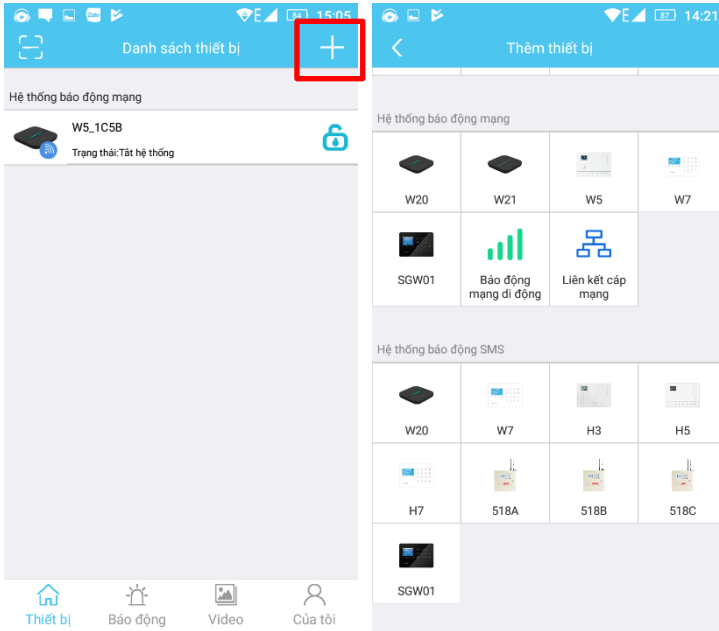 84 15:05
Danh sách thiết bị
Hệ thống báo động mạng
W5_1C5B
Trạng thái:Tắt hệ thống
Thiết bị
Báo động
Video
Của tôi
87 14:21
Thêm thiết bị
Hệ thống báo động mạng
W20
W21
W5
W7
SGW01
Báo động
mạng di động
Liên kết cáp
mạng
Hệ thống báo động SMS
W20
W7
H3
H5
H7
518A
518B
518C
SGW01